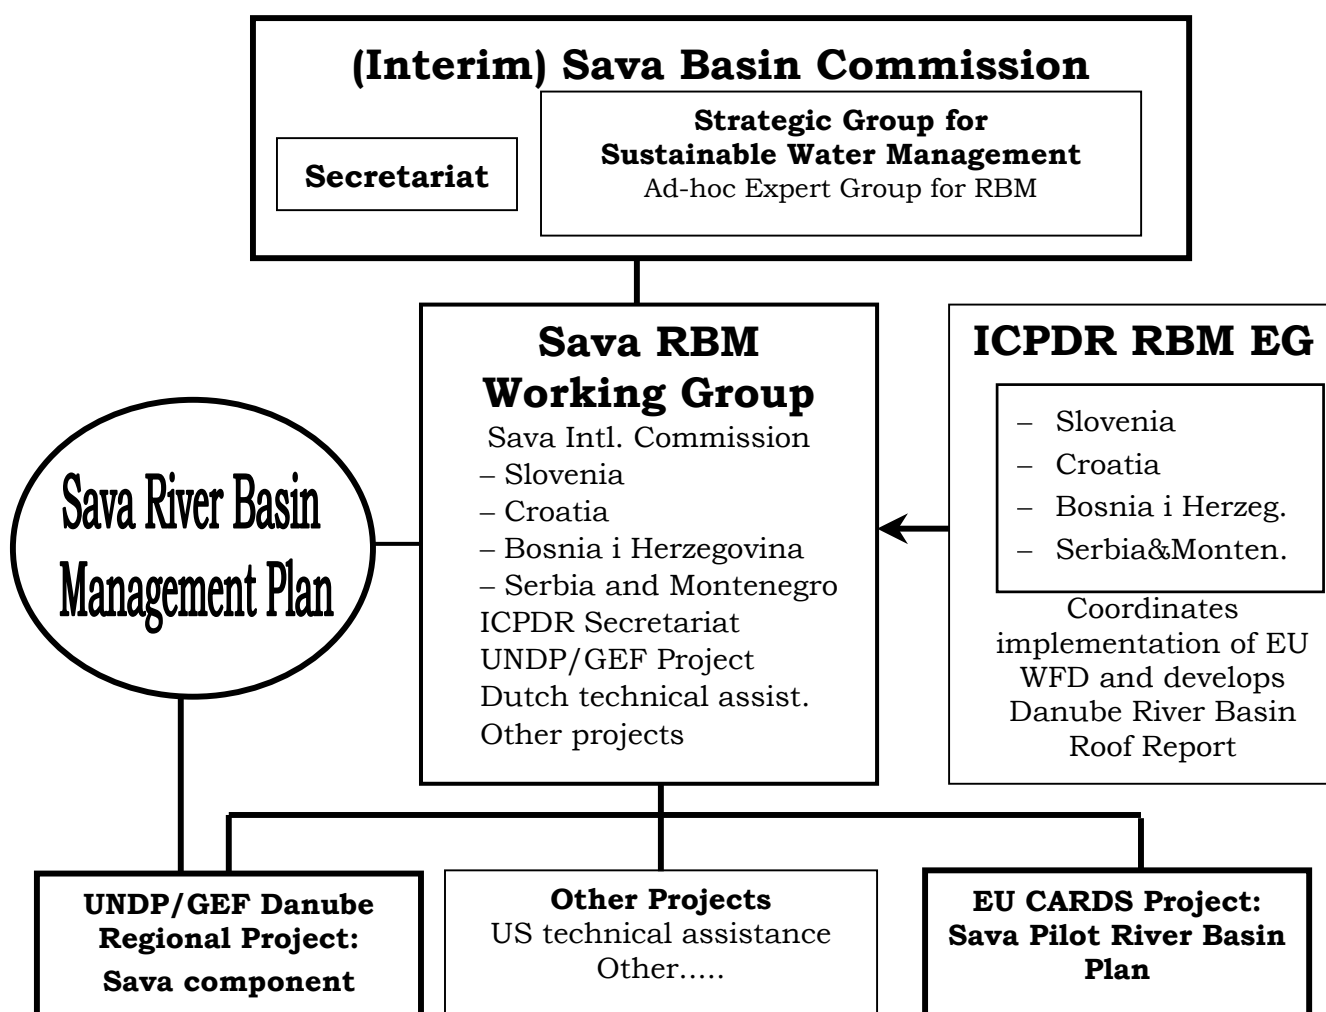 (Interim) Sava Basin Commission
Secretariat
Strategic Group for
Sustainable Water Management
Ad-hoc Expert Group for RBM
Sava RBM
Working Group
Sava Intl. Commission
– Slovenia
– Croatia
– Bosnia i Herzegovina
– Serbia and Montenegro
ICPDR Secretariat
UNDP/GEF Project
Dutch technical assist.
Other projects
ICPDR RBM EG
– Slovenia
– Croatia
– Bosnia i Herzeg.
– Serbia&Monten.
Coordinates
implementation of EU
WFD and develops
Danube River Basin
Roof Report
Sava River Basin
Management Plan
UNDP/GEF Danube
Regional Project:
Sava component
Other Projects
US technical assistance
Other.....
EU CARDS Project:
Sava Pilot River Basin
Plan